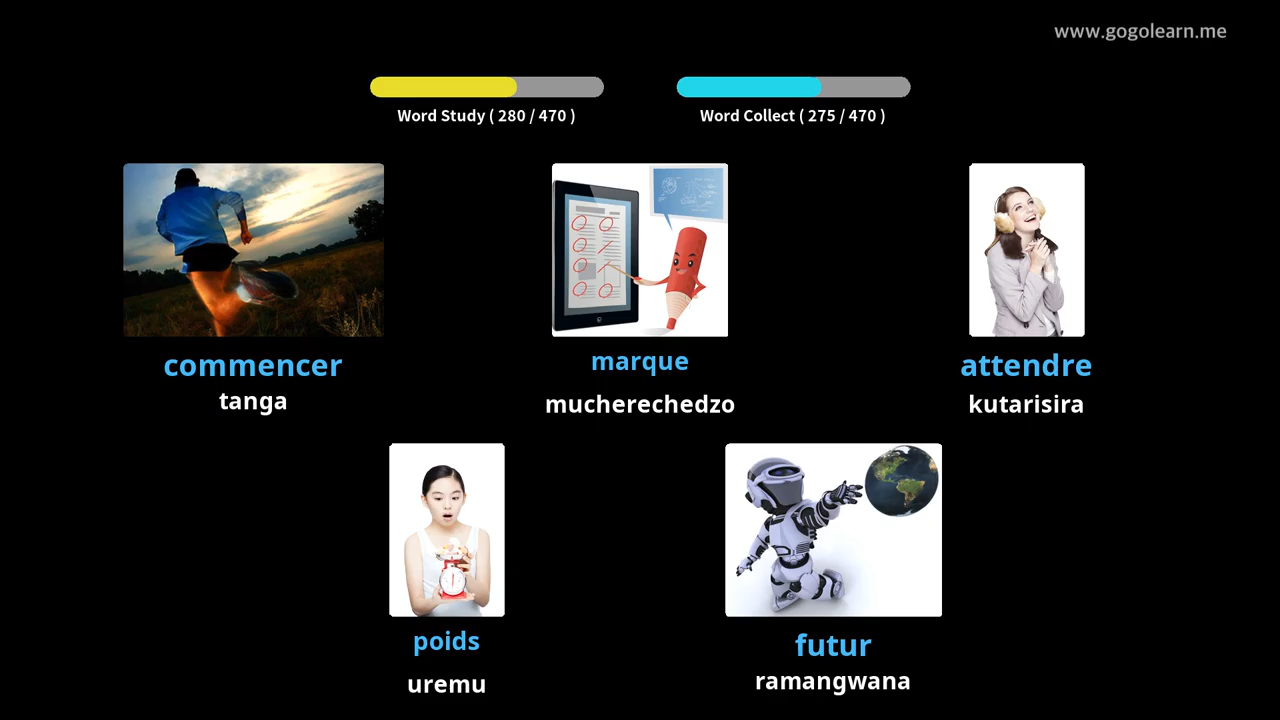 www.gogolearn.me
Word Study ( 280 / 470 )
Word Collect ( 275 / 470 )
commencer
tanga
marque
mucherechedzo
attendre
kutarisira
poids
uremu
futur
ramangwana